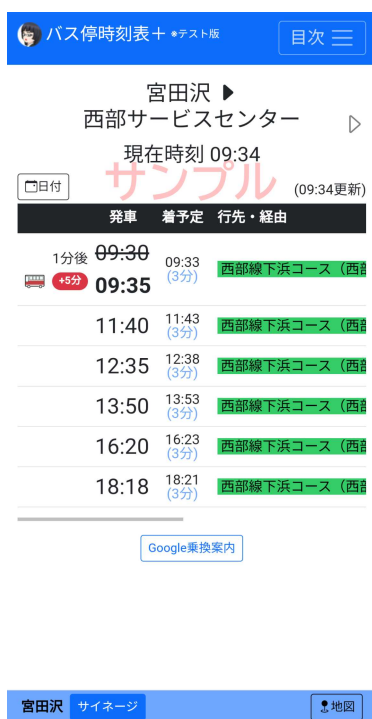 バス停時刻表＋ ※テスト版
目次
宮田沢 ▶
西部サービスセンター
現在時刻 09:34
サンプル
日付
(09:34更新)
発車 着予定 行先・経由
1分後 09:30 09:33
+5分 09:35 (3分) 西部線下浜コース（西部
11:40 11:43 (3分) 西部線下浜コース（西部
12:35 12:38 (3分) 西部線下浜コース（西部
13:50 13:53 (3分) 西部線下浜コース（西部
16:20 16:23 (3分) 西部線下浜コース（西部
18:18 18:21 (3分) 西部線下浜コース（西部
Google乗換案内
宮田沢 サイネージ 地図